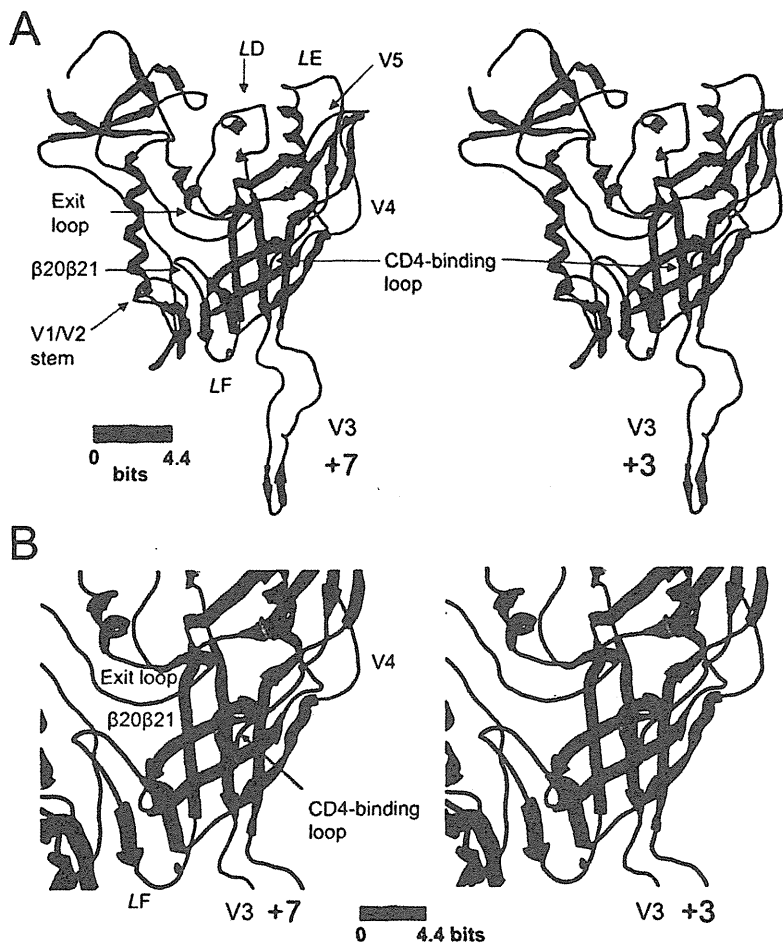 A
LD
LE
V5
Exit
loop
V4
β20β21
CD4-binding
loop
V1/V2
stem
LF
V3
+7
0 4.4
bits
V3
+3
B
Exit loop
V4
β20β21
CD4-binding
loop
LF
V3 +7
0 4.4 bits
V3 +3